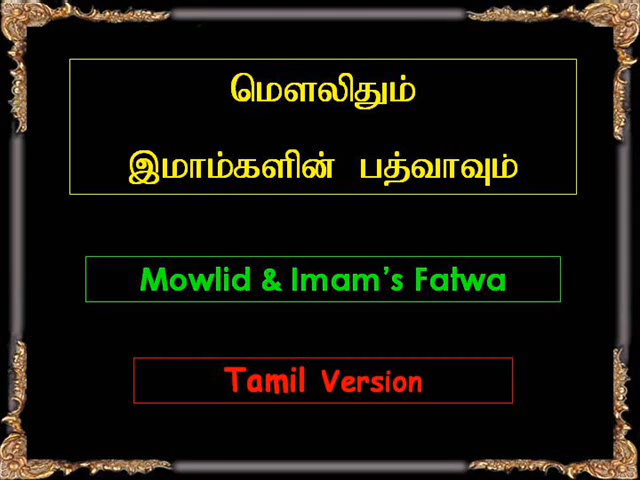 மௌலிதும்
இமாம்களின் பத்வாவும்
Mowlid & Imam's Fatwa
Tamil Version